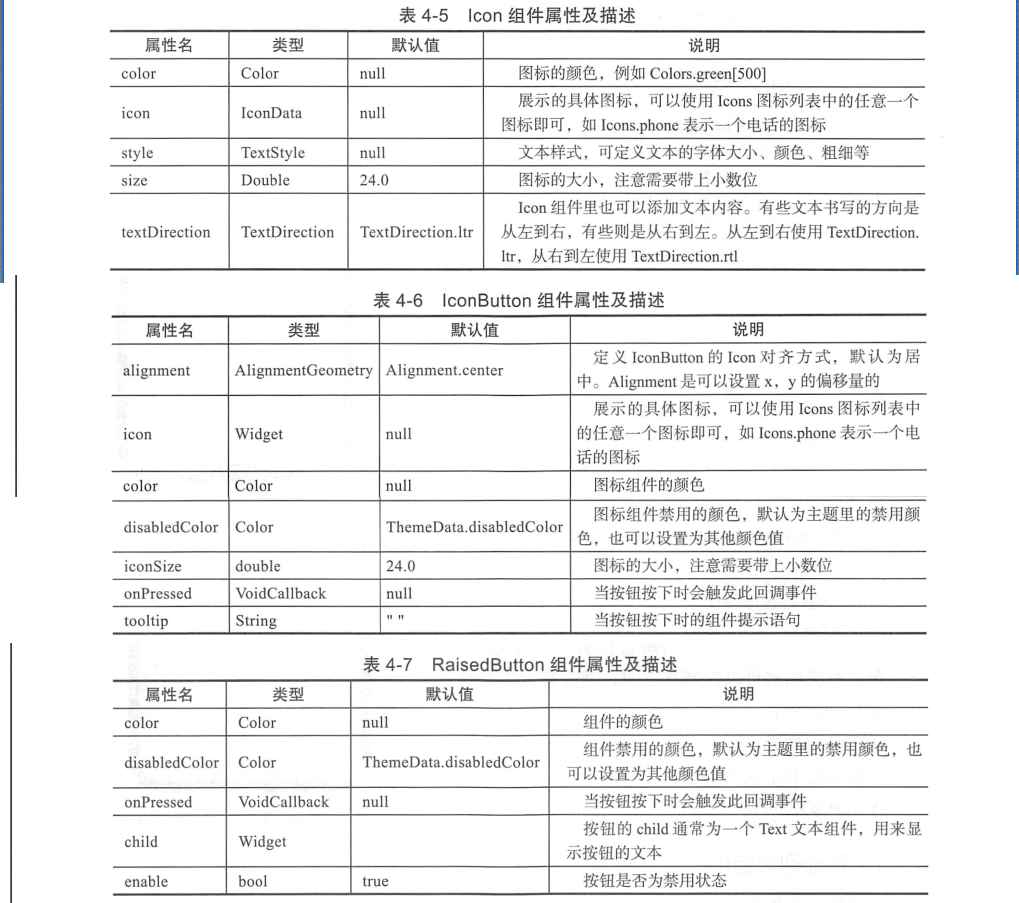 表 4-5 Icon 组件属性及描述
属性名 类型 默认值 说明
color Color null 图标的颜色，例如 Colors.green[500]
icon IconData null 展示的具体图标，可以使用 Icons 图标列表中的任意一个
图标即可，如 Icons.phone 表示一个电话的图标
style TextStyle null 文本样式，可定义文本的字体大小、颜色、粗细等
size Double 24.0 图标的大小，注意需要带上小数位
textDirection TextDirection TextDirection.ltr Icon 组件里也可以添加文本内容。有些文本书写的方向是
从左到右，有些则是从右到左。从左到右使用 TextDirection.
ltr，从右到左使用 TextDirection.rtl
表 4-6 IconButton 组件属性及描述
属性名 类型 默认值 说明
alignment AlignmentGeometry Alignment.center 定义 IconButton 的 Icon 对齐方式，默认为居
中。Alignment 是可以设置 x，y 的偏移量的
icon Widget null 展示的具体图标，可以使用 Icons 图标列表中
的任意一个图标即可，如 Icons.phone 表示一个电
话的图标
color Color null 图标组件的颜色
disabledColor Color ThemeData.disabledColor 图标组件禁用的颜色，默认为主题里的禁用颜
色，也可以设置为其他颜色值
iconSize double 24.0 图标的大小，注意需要带上小数位
onPressed VoidCallback null 当按钮按下时会触发此回调事件
tooltip String " " 当按钮按下时的组件提示语句
表 4-7 RaisedButton 组件属性及描述
属性名 类型 默认值 说明
color Color null 组件的颜色
disabledColor Color ThemeData.disabledColor 组件禁用的颜色，默认为主题里的禁用颜色，也
可以设置为其他颜色值
onPressed VoidCallback null 当按钮按下时会触发此回调事件
child Widget 按钮的 child 通常为一个 Text 文本组件，用来显
示按钮的文本
enable bool true 按钮是否为禁用状态